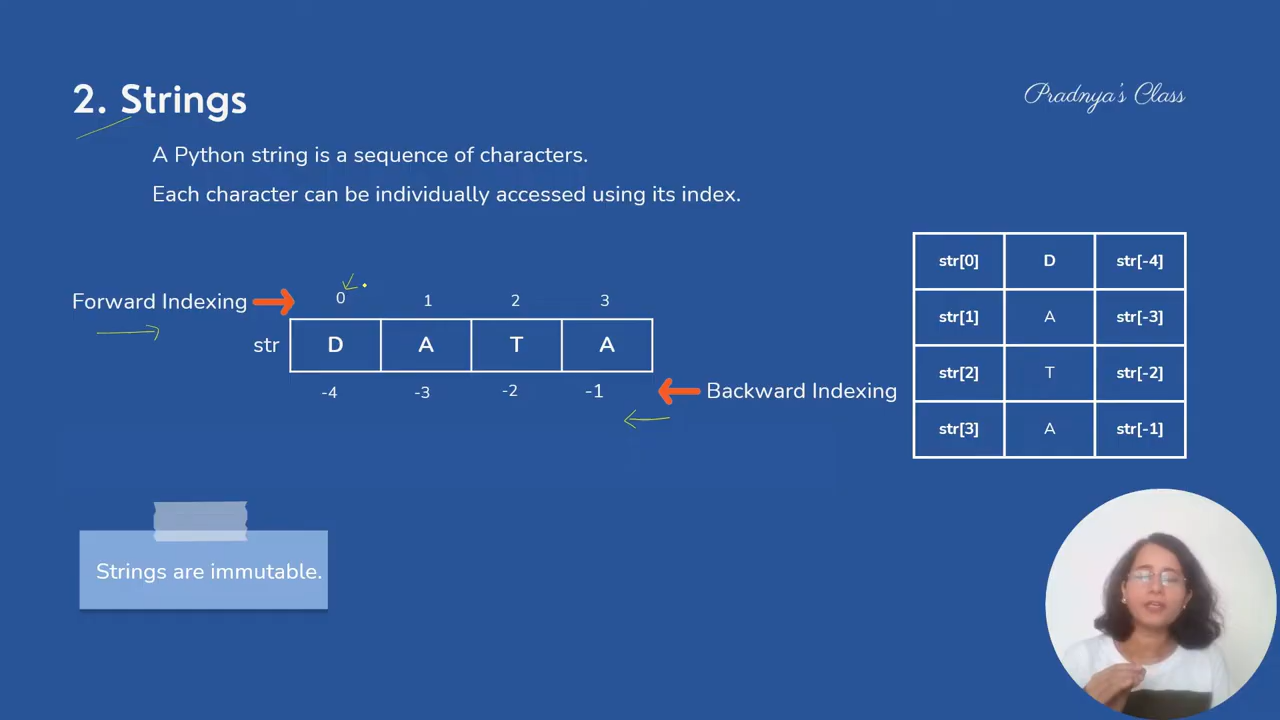 2. Strings
Pradnya's Class
A Python string is a sequence of characters.
Each character can be individually accessed using its index.
Forward Indexing
0 1 2 3
str D A T A
-4 -3 -2 -1
Backward Indexing
str[0] D str[-4]
str[1] A str[-3]
str[2] T str[-2]
str[3] A str[-1]
Strings are immutable.